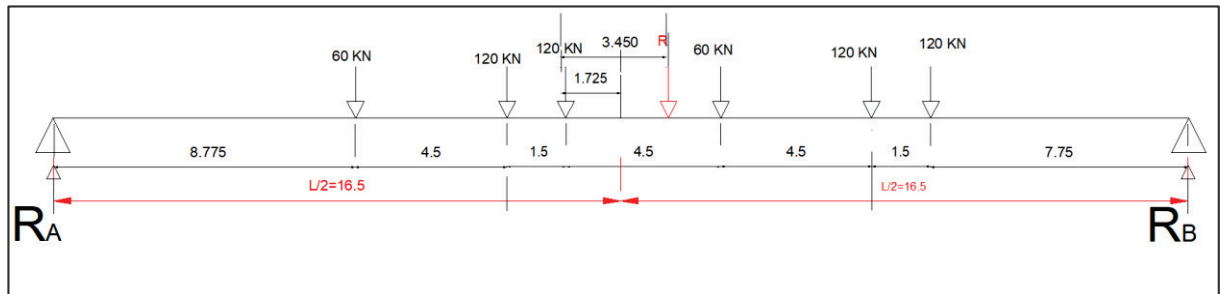 3.450 R
60 KN 120 KN 120 KN 60 KN 120 KN 120 KN
1.725
8.775 4.5 1.5 4.5 4.5 1.5 7.75
L/2=16.5 L/2=16.5
RA RB